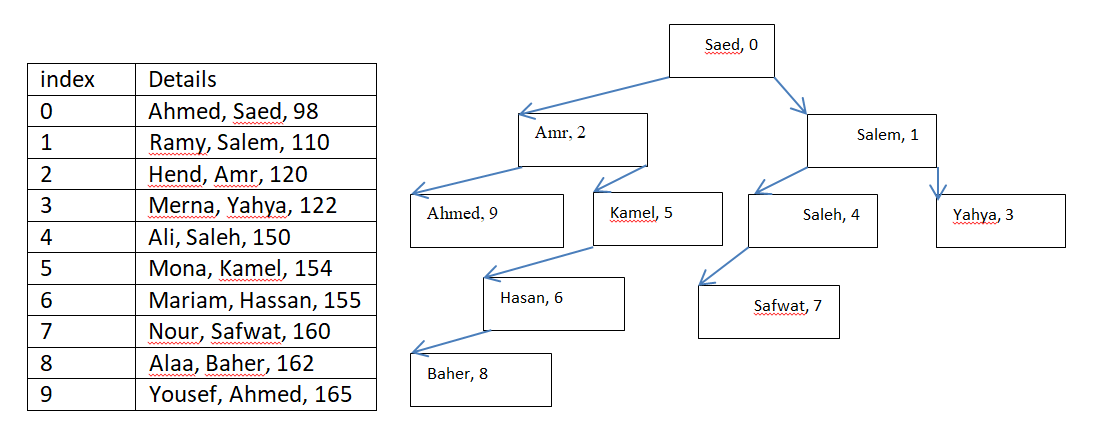 index Details
0 Ahmed, Saed, 98
1 Ramy, Salem, 110
2 Hend, Amr, 120
3 Merna, Yahya, 122
4 Ali, Saleh, 150
5 Mona, Kamel, 154
6 Mariam, Hassan, 155
7 Nour, Safwat, 160
8 Alaa, Baher, 162
9 Yousef, Ahmed, 165
Saed, 0
Amr, 2
Salem, 1
Ahmed, 9
Kamel, 5
Saleh, 4
Yahya, 3
Hasan, 6
Safwat, 7
Baher, 8